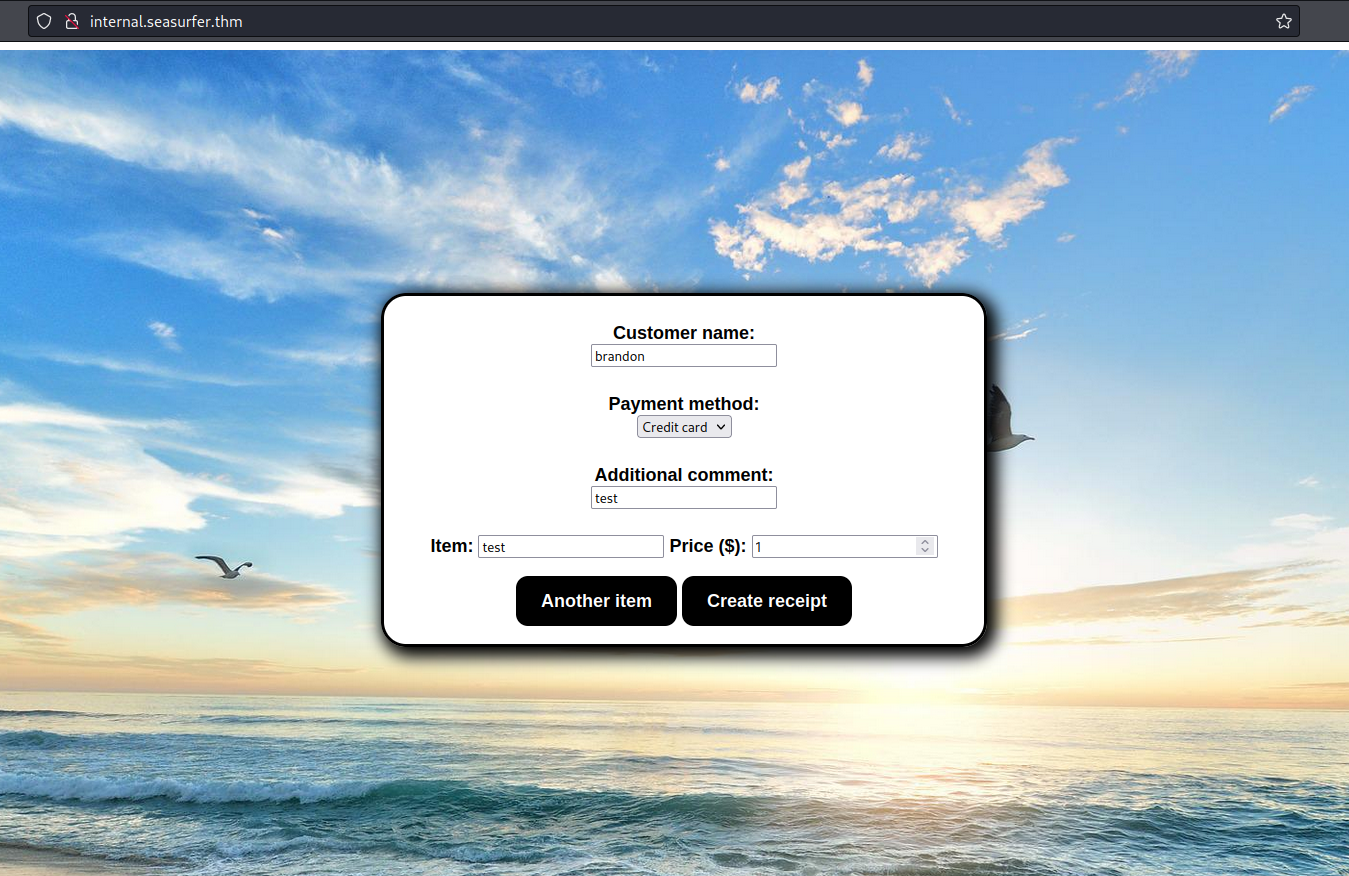 internal.seasurfer.thm
Customer name:
brandon
Payment method:
Credit card
Additional comment:
test
Item: test Price ($): 1
Another item Create receipt